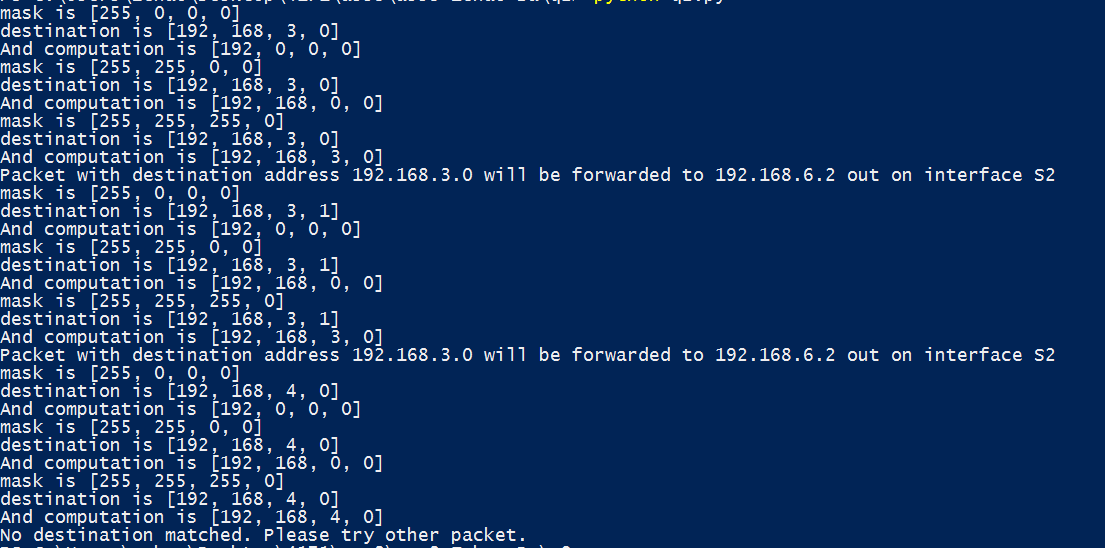 mask is [255, 0, 0, 0]
destination is [192, 168, 3, 0]
And computation is [192, 0, 0, 0]
mask is [255, 255, 0, 0]
destination is [192, 168, 3, 0]
And computation is [192, 168, 0, 0]
mask is [255, 255, 255, 0]
destination is [192, 168, 3, 0]
And computation is [192, 168, 3, 0]
Packet with destination address 192.168.3.0 will be forwarded to 192.168.6.2 out on interface S2
mask is [255, 0, 0, 0]
destination is [192, 168, 3, 1]
And computation is [192, 0, 0, 0]
mask is [255, 255, 0, 0]
destination is [192, 168, 3, 1]
And computation is [192, 168, 0, 0]
mask is [255, 255, 255, 0]
destination is [192, 168, 3, 1]
And computation is [192, 168, 3, 0]
Packet with destination address 192.168.3.0 will be forwarded to 192.168.6.2 out on interface S2
mask is [255, 0, 0, 0]
destination is [192, 168, 4, 0]
And computation is [192, 0, 0, 0]
mask is [255, 255, 0, 0]
destination is [192, 168, 4, 0]
And computation is [192, 168, 0, 0]
mask is [255, 255, 255, 0]
destination is [192, 168, 4, 0]
And computation is [192, 168, 4, 0]
No destination matched. Please try other packet.